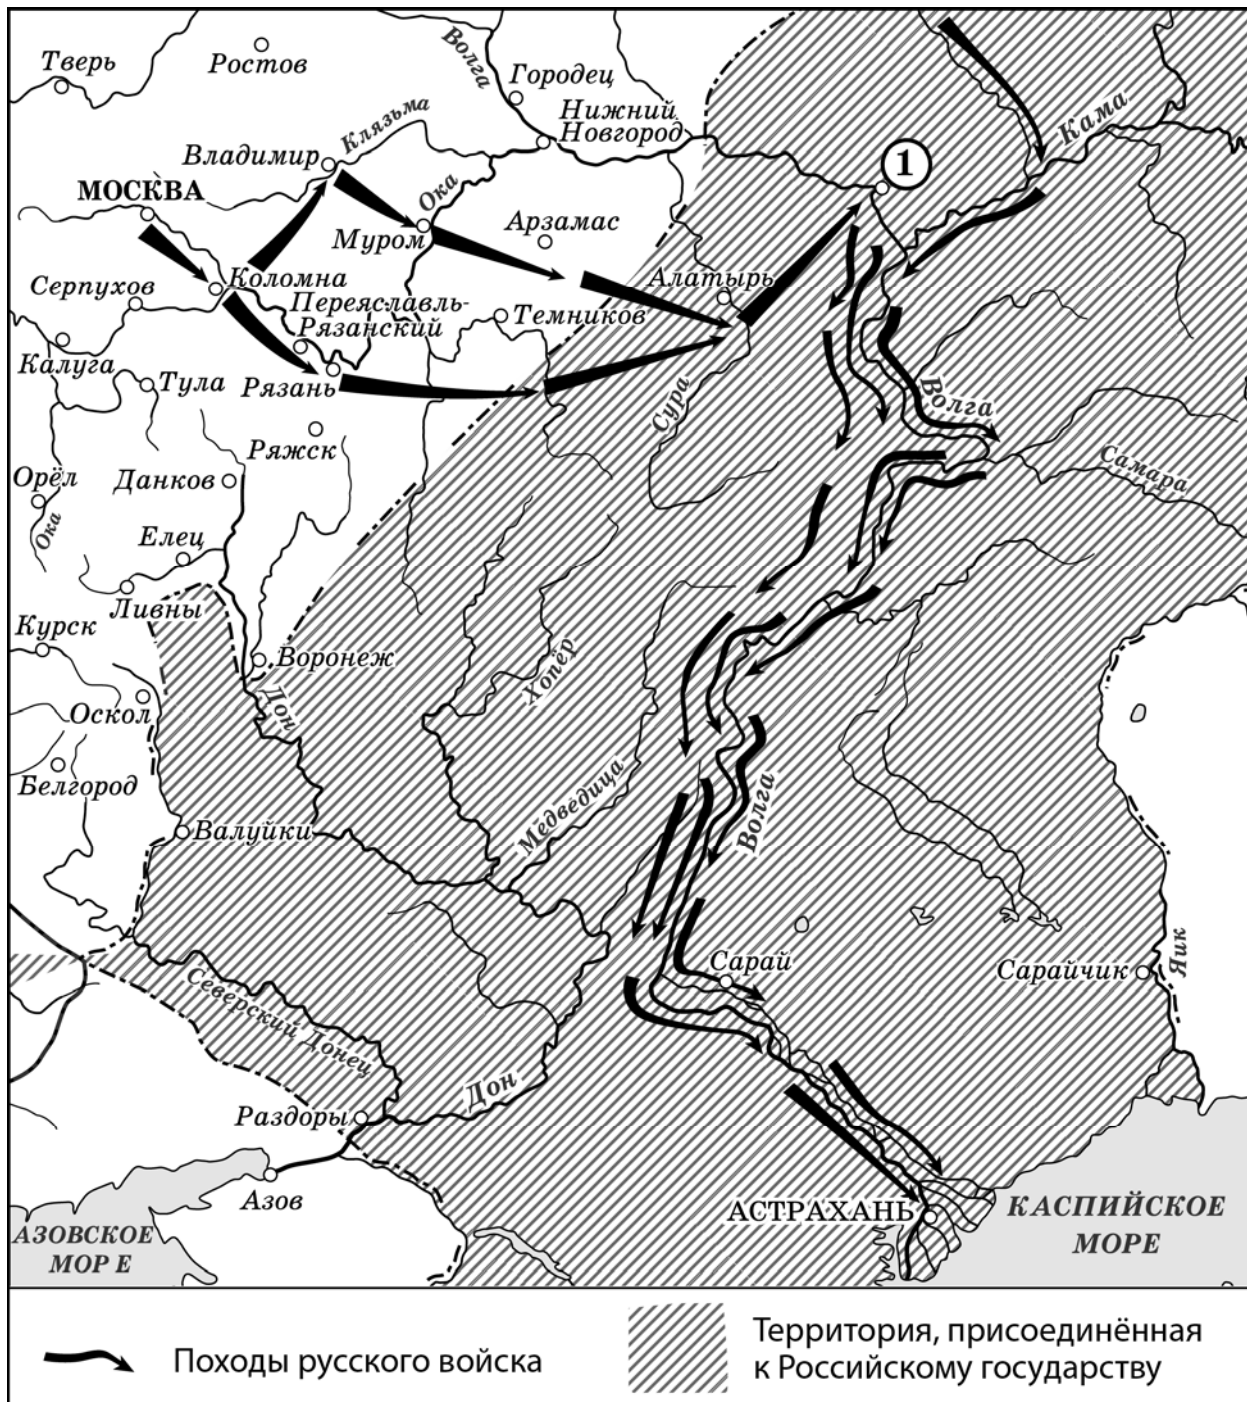 Тверь
Ростов
Волга
Городец
Нижний
Новгород
Кама
Клязьма
Владимир
1
МОСКВА
Ока
Муром
Арзамас
Серпухов
Коломна
Переяславль-
Рязанский
Алатырь
Темников
Калуга
Тула
Рязань
Сура
Волга
Ряжск
Орёл
Данков
Самара
Ока
Елец
Ливны
Курск
Воронеж
Хопёр
Дон
Оскол
Белгород
Медведица
Волга
Валуйки
Сарай
Сарайчик
Яик
Северский Донец
Дон
Раздоры
Азов
АСТРАХАНЬ
АЗОВСКОЕ
МОРЕ
КАСПИЙСКОЕ
МОРЕ
Походы русского войска
Территория, присоединённая
к Российскому государству